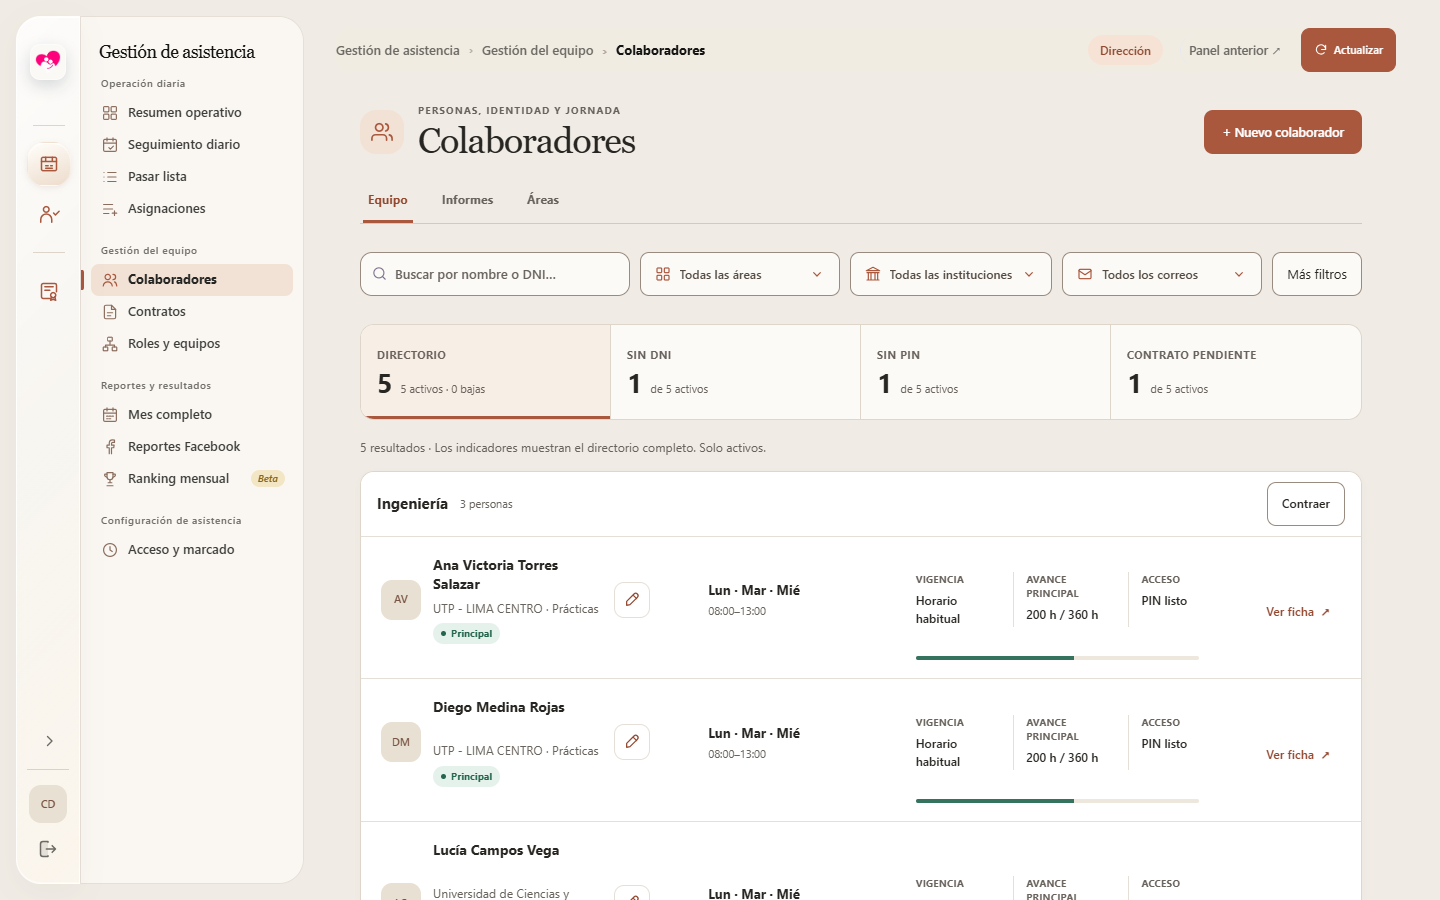 Gestión de asistencia
Operación diaria
Resumen operativo
Seguimiento diario
Pasar lista
Asignaciones
Gestión del equipo
Colaboradores
Contratos
Roles y equipos
Reportes y resultados
Mes completo
Reportes Facebook
Ranking mensual Beta
Configuración de asistencia
Acceso y marcado
CD
Gestión de asistencia › Gestión del equipo › Colaboradores
Dirección
Panel anterior ↗
Actualizar
PERSONAS, IDENTIDAD Y JORNADA
Colaboradores
+ Nuevo colaborador
Equipo Informes Áreas
Buscar por nombre o DNI...
Todas las áreas
Todas las instituciones
Todos los correos
Más filtros
DIRECTORIO
5 5 activos · 0 bajas
SIN DNI
1 de 5 activos
SIN PIN
1 de 5 activos
CONTRATO PENDIENTE
1 de 5 activos
5 resultados · Los indicadores muestran el directorio completo. Solo activos.
Ingeniería 3 personas
Contraer
AV
Ana Victoria Torres
Salazar
UTP - LIMA CENTRO · Prácticas
Principal
Lun · Mar · Mié
08:00–13:00
VIGENCIA
Horario
habitual
AVANCE
PRINCIPAL
200 h / 360 h
ACCESO
PIN listo
Ver ficha ↗
DM
Diego Medina Rojas
UTP - LIMA CENTRO · Prácticas
Principal
Lun · Mar · Mié
08:00–13:00
VIGENCIA
Horario
habitual
AVANCE
PRINCIPAL
200 h / 360 h
ACCESO
PIN listo
Ver ficha ↗
Lucía Campos Vega
Universidad de Ciencias y
Lun · Mar · Mié
VIGENCIA
AVANCE
PRINCIPAL
ACCESO